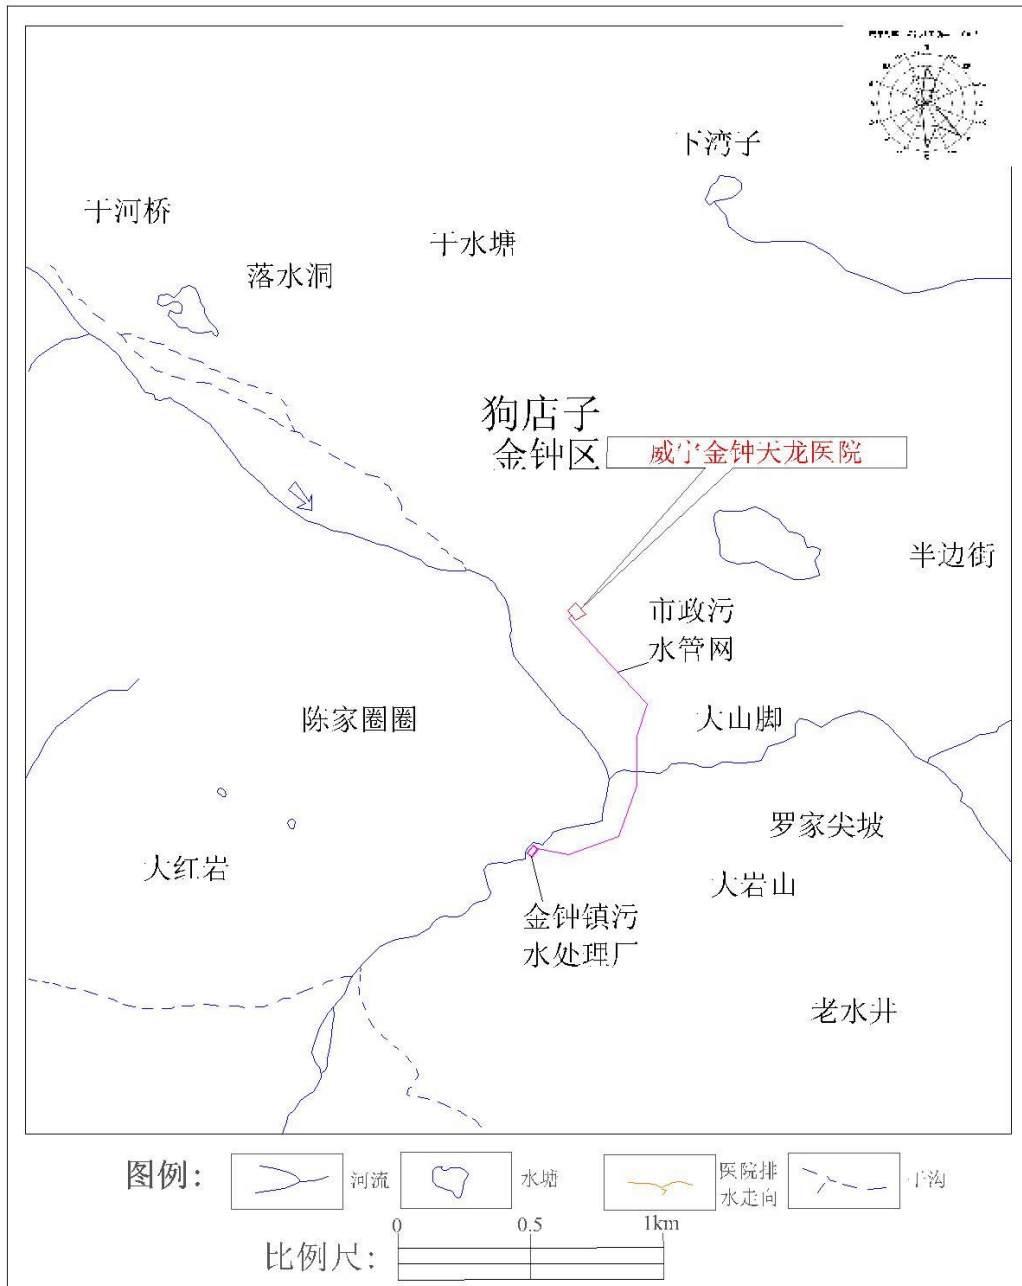 下湾子
干河桥
干水塘
落水洞
狗店子
金钟区
威宁金钟天龙医院
半边街
市政污
水管网
陈家圈圈
大山脚
罗家尖坡
大红岩
大岩山
金钟镇污
水处理厂
老水井
图例：
河流
水塘
医院排
水走向
干沟
0
0.5
1km
比例尺：